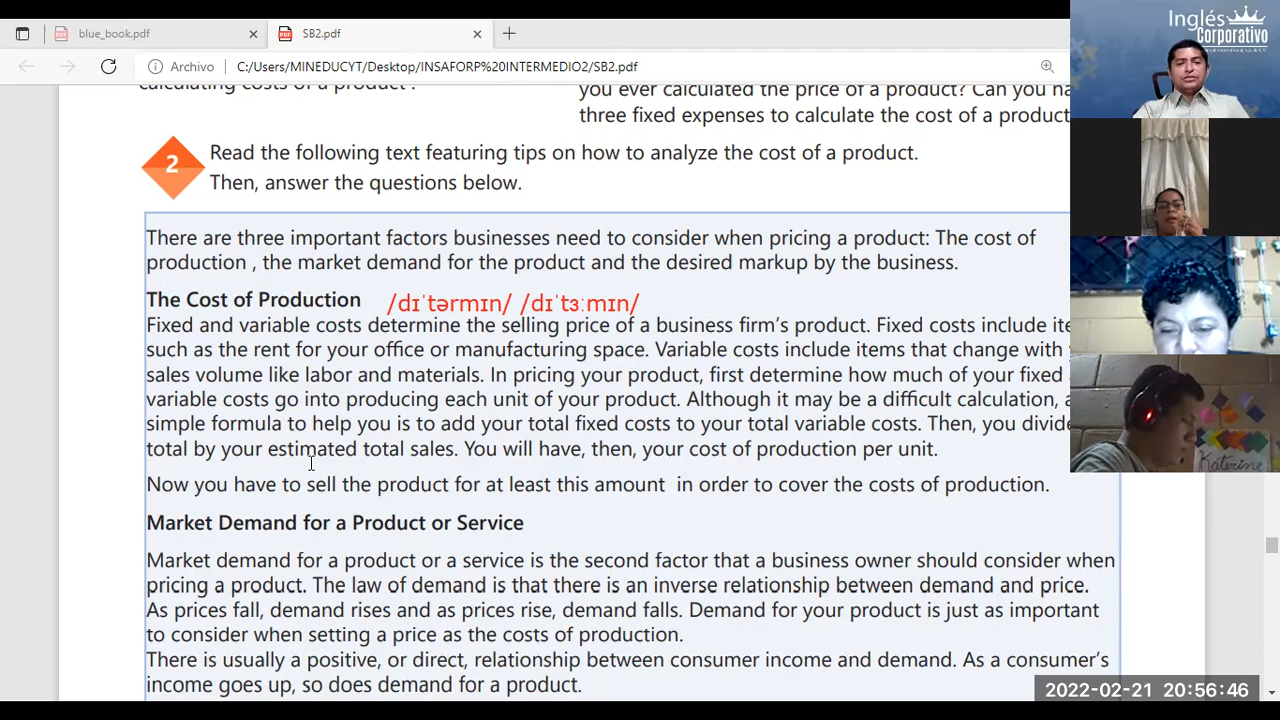 blue_book.pdf
SB2.pdf
Archivo
C:/Users/MINEDUCYT/Desktop/INSAFORP%20INTERMEDIO2/SB2.pdf
Inglés
Corporativo
calculating costs of a product ?
you ever calculated the price of a product? Can you na
three fixed expenses to calculate the cost of a product
2
Read the following text featuring tips on how to analyze the cost of a product.
Then, answer the questions below.
There are three important factors businesses need to consider when pricing a product: The cost of
production , the market demand for the product and the desired markup by the business.
The Cost of Production
/dɪˈtərmɪn/ /dɪˈtɜːmɪn/
Fixed and variable costs determine the selling price of a business firm's product. Fixed costs include ite
such as the rent for your office or manufacturing space. Variable costs include items that change with
sales volume like labor and materials. In pricing your product, first determine how much of your fixed
variable costs go into producing each unit of your product. Although it may be a difficult calculation, a
simple formula to help you is to add your total fixed costs to your total variable costs. Then, you divide
total by your estimated total sales. You will have, then, your cost of production per unit.
Now you have to sell the product for at least this amount in order to cover the costs of production.
Market Demand for a Product or Service
Market demand for a product or a service is the second factor that a business owner should consider when
pricing a product. The law of demand is that there is an inverse relationship between demand and price.
As prices fall, demand rises and as prices rise, demand falls. Demand for your product is just as important
to consider when setting a price as the costs of production.
There is usually a positive, or direct, relationship between consumer income and demand. As a consumer's
income goes up, so does demand for a product.
Katerine
2022-02-21 20:56:46